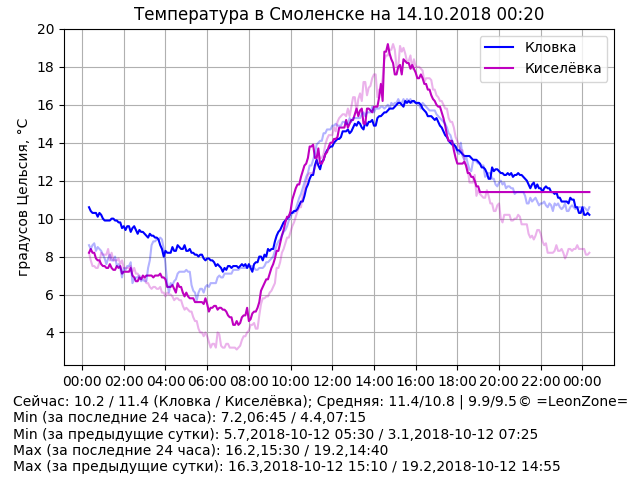 Температура в Смоленске на 14.10.2018 00:20
градусов Цельсия, °C
20
18
16
14
12
10
8
6
4
Кловка
Киселёвка
00:00 02:00 04:00 06:00 08:00 10:00 12:00 14:00 16:00 18:00 20:00 22:00 00:00
Сейчас: 10.2 / 11.4 (Кловка / Киселёвка); Средняя: 11.4/10.8 | 9.9/9.5© =LeonZone=
Min (за последние 24 часа): 7.2,06:45 / 4.4,07:15
Min (за предыдущие сутки): 5.7,2018-10-12 05:30 / 3.1,2018-10-12 07:25
Max (за последние 24 часа): 16.2,15:30 / 19.2,14:40
Max (за предыдущие сутки): 16.3,2018-10-12 15:10 / 19.2,2018-10-12 14:55